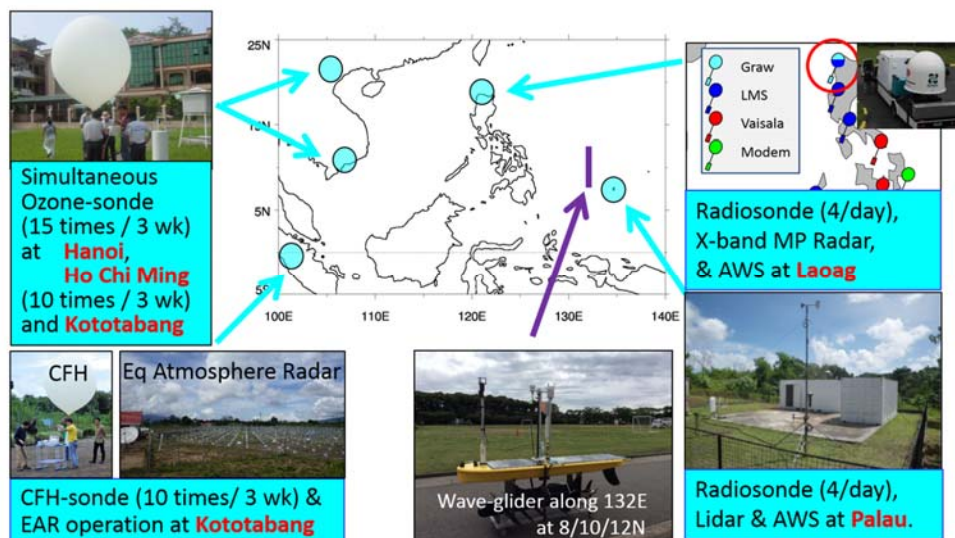 Simultaneous
Ozone-sonde
(15 times / 3 wk)
at Hanoi,
Ho Chi Ming
(10 times / 3 wk)
and Kototabang
25N
15N
5N
5S
100E
110E
120E
130E
140E
Graw
LMS
Vaisala
Modem
Radiosonde (4/day),
X-band MP Radar,
& AWS at Laoag
CFH
Eq Atmosphere Radar
CFH-sonde (10 times/ 3 wk) &
EAR operation at Kototabang
Wave-glider along 132E
at 8/10/12N
Radiosonde (4/day),
Lidar & AWS at Palau.